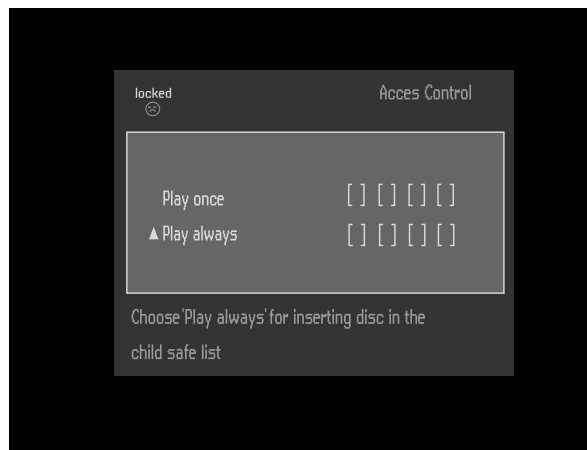 locked Acces Control
Play once [ ] [ ] [ ] [ ]
▲ Play always [ ] [ ] [ ] [ ]
Choose 'Play always' for inserting disc in the
child safe list